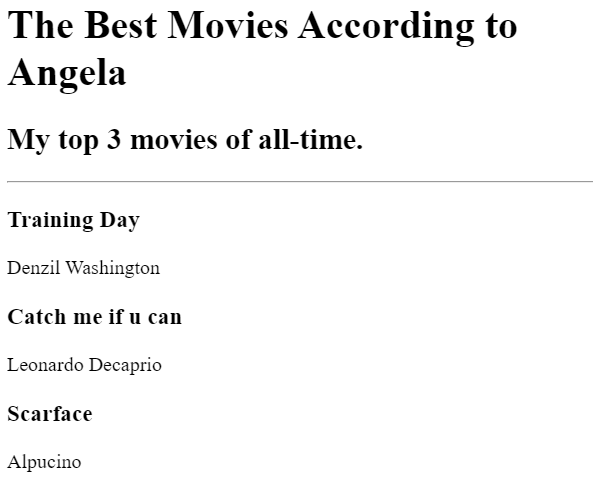 The Best Movies According to
Angela
My top 3 movies of all-time.
Training Day
Denzil Washington
Catch me if u can
Leonardo Decaprio
Scarface
Alpucino